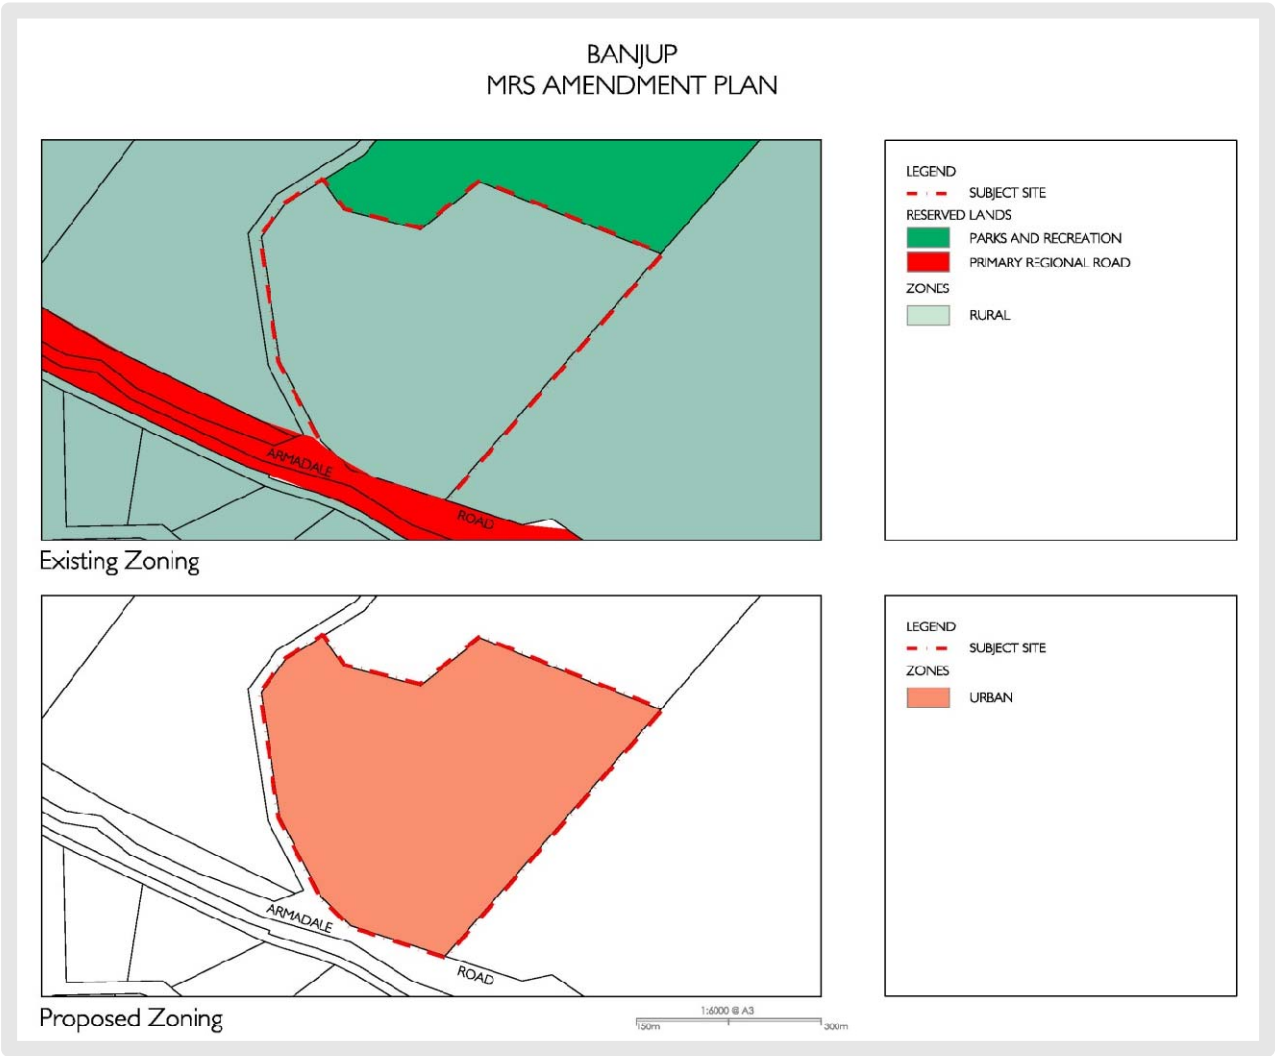 BANJUP
MRS AMENDMENT PLAN
LEGEND
SUBJECT SITE
RESERVED LANDS
PARKS AND RECREATION
PRIMARY REGIONAL ROAD
ZONES
RURAL
ARMADALE
ROAD
Existing Zoning
LEGEND
SUBJECT SITE
ZONES
URBAN
ARMADALE
ROAD
Proposed Zoning
1:6000 @ A3
150m
300m